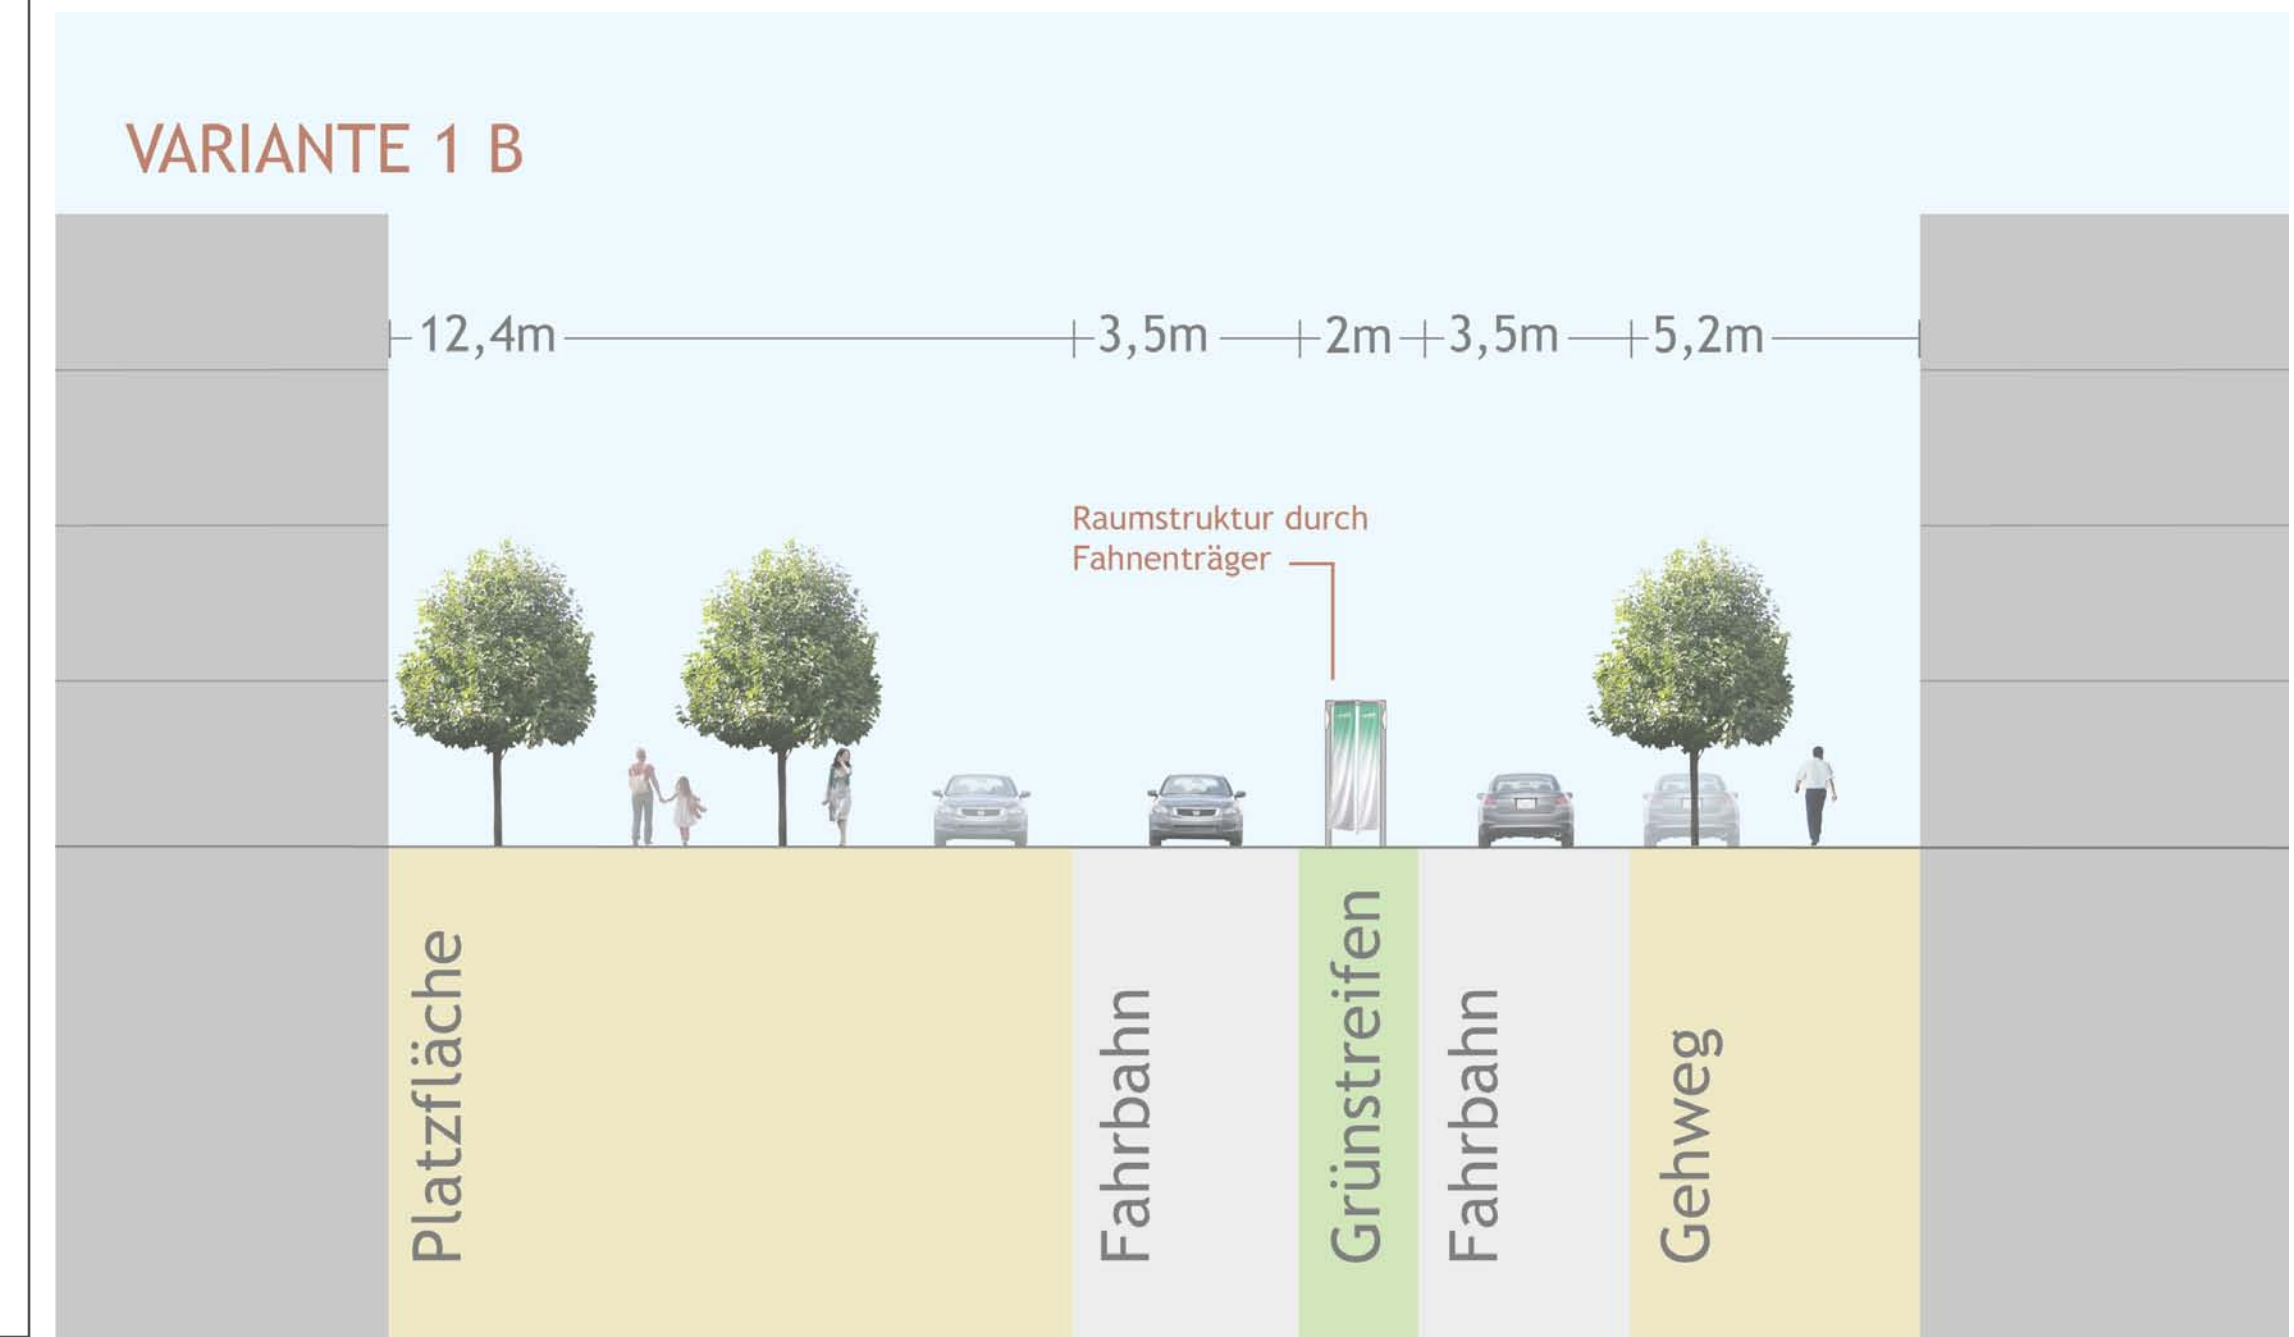 VARIANTE 1 B
12,4m
3,5m
2m
3,5m
5,2m
Raumstruktur durch
Fahnenträger
Platzfläche
Fahrbahn
Grünstreifen
Fahrbahn
Gehweg